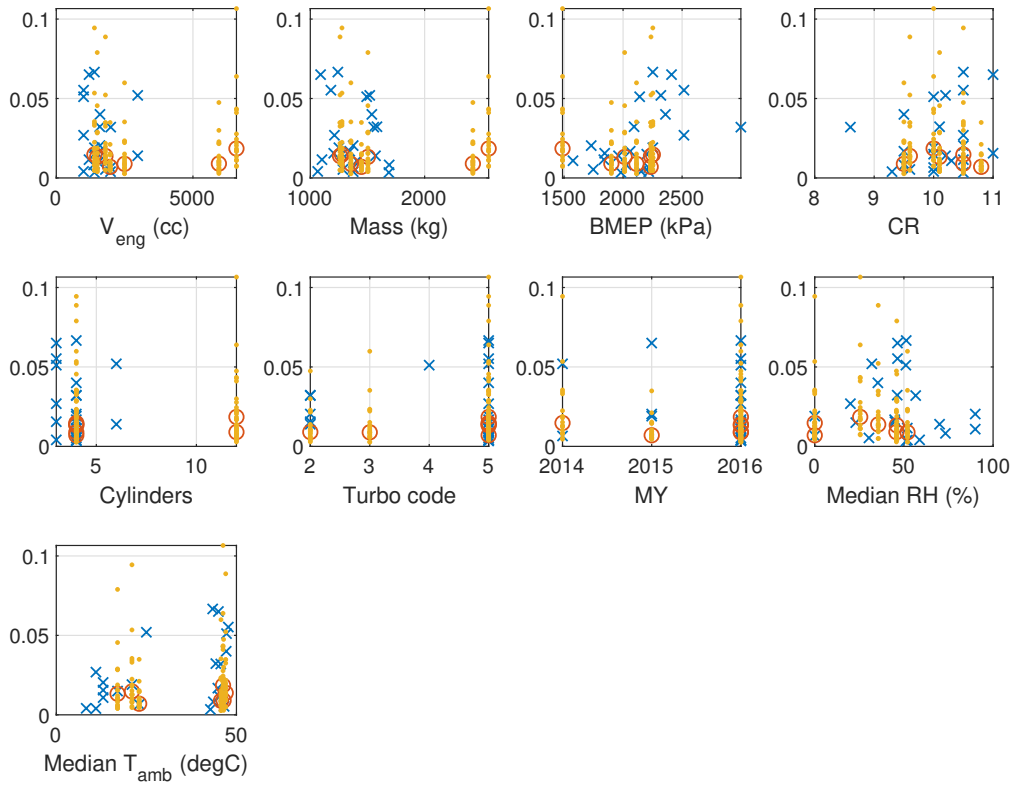 0.1
0.05
0
0 5000
V_eng (cc)
0.1
0.05
0
1000 2000
Mass (kg)
0.1
0.05
0
1500 2000 2500
BMEP (kPa)
0.1
0.05
0
8 9 10 11
CR
0.1
0.05
0
5 10
Cylinders
0.1
0.05
0
2 3 4 5
Turbo code
0.1
0.05
0
2014 2015 2016
MY
0.1
0.05
0
0 50 100
Median RH (%)
0.1
0.05
0
0 50
Median T_amb (degC)